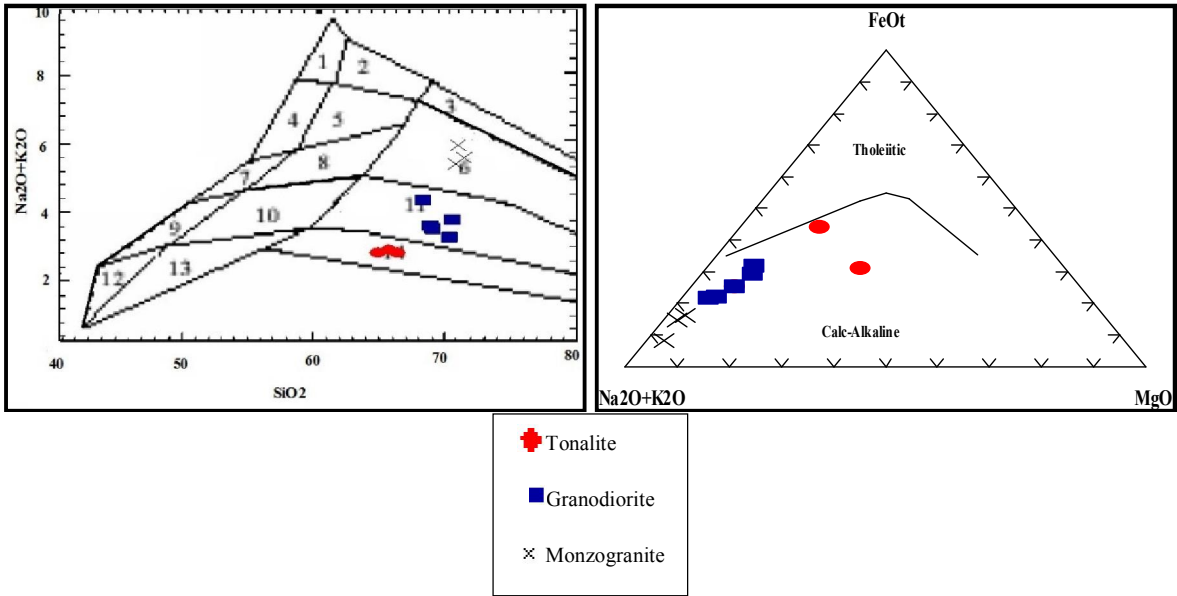 10
8
6
4
2
Na2O+K2O
1
2
3
4
5
6
7
8
9
10
11
12
13
14
40
50
60
70
80
SiO2
FeOt
Tholeiitic
Calc-Alkaline
Na2O+K2O
MgO
Tonalite
Granodiorite
Monzogranite